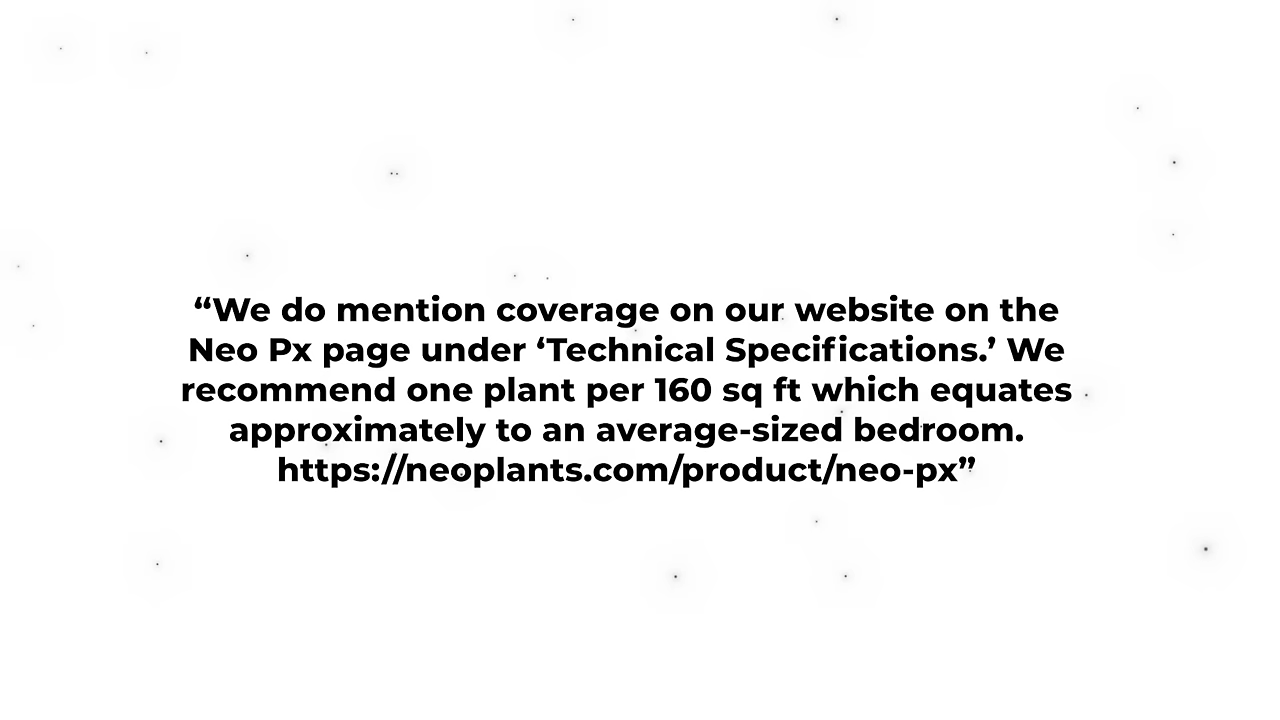 “We do mention coverage on our website on the
Neo Px page under ‘Technical Specifications.’ We
recommend one plant per 160 sq ft which equates
approximately to an average-sized bedroom.
https://neoplants.com/product/neo-px”